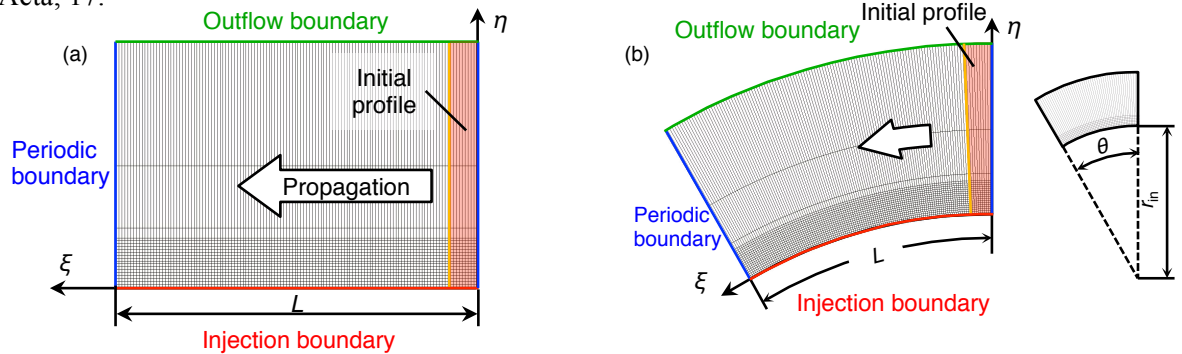 Acta, 17.
Outflow boundary
η
(a)
Initial
profile
Periodic
boundary
Propagation
ξ
L
Injection boundary
Initial profile
Outflow boundary
η
(b)
Periodic
boundary
L
ξ
Injection boundary
θ
r_in